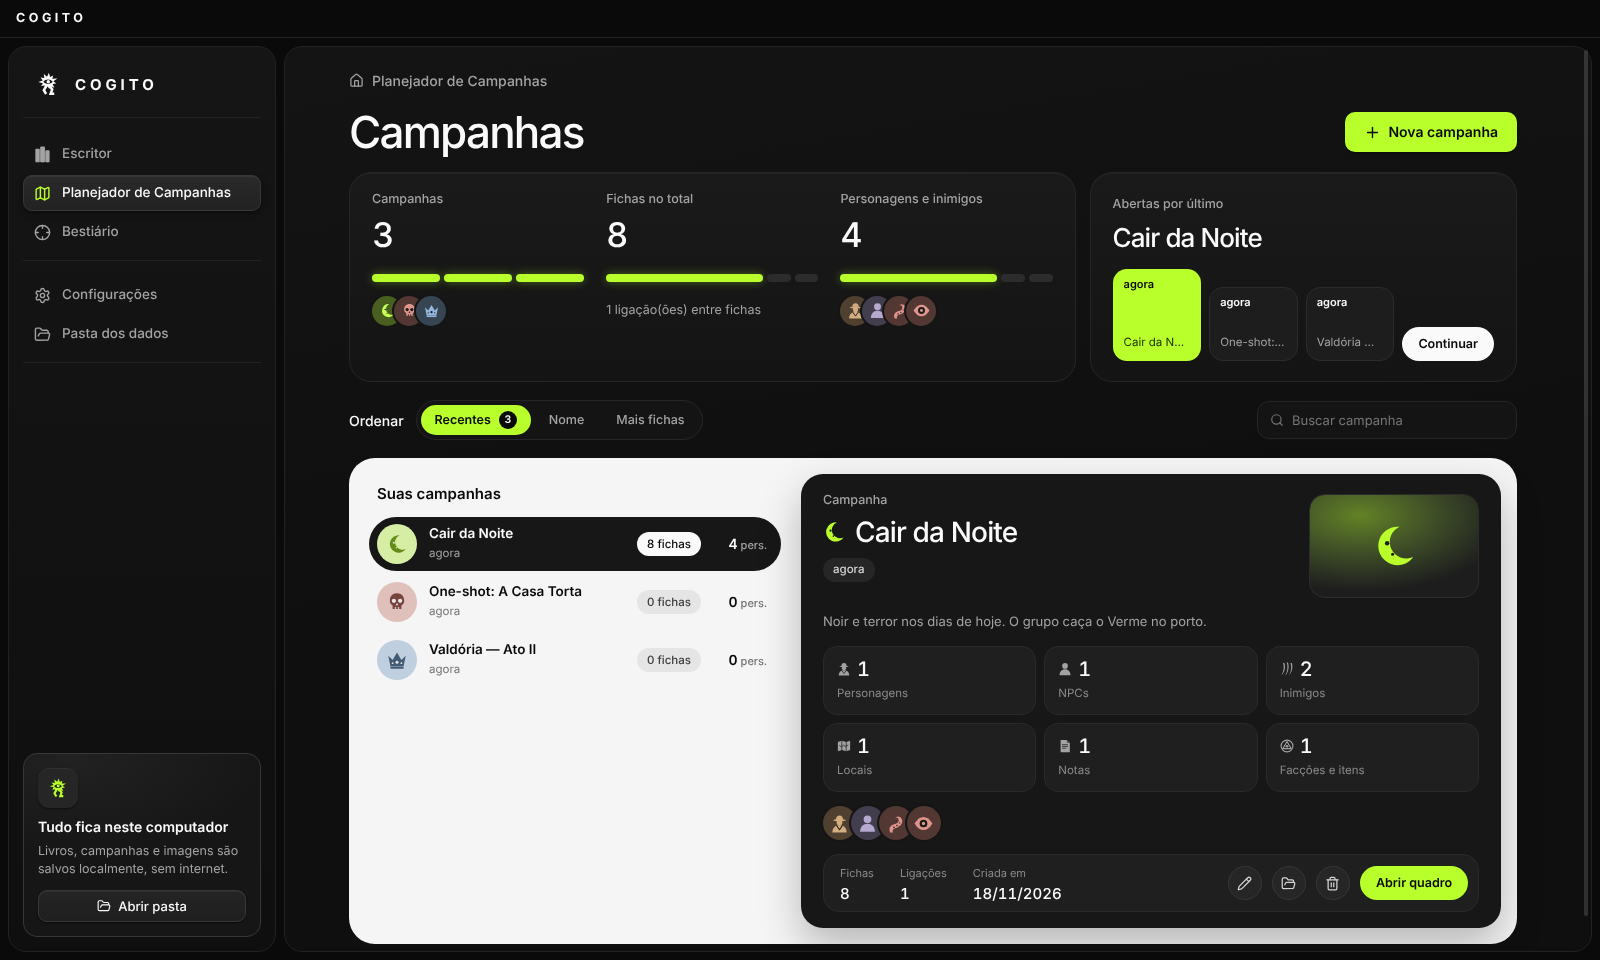 COGITO
COGITO
Escritor
Planejador de Campanhas
Bestiário
Configurações
Pasta dos dados
Tudo fica neste computador
Livros, campanhas e imagens são
salvos localmente, sem internet.
Abrir pasta
Planejador de Campanhas
Campanhas
Nova campanha
Campanhas
3
Fichas no total
8
1 ligação(ões) entre fichas
Personagens e inimigos
4
Abertas por último
Cair da Noite
agora
Cair da N...
agora
One-shot:...
agora
Valdória ...
Continuar
Ordenar
Recentes 3
Nome
Mais fichas
Buscar campanha
Suas campanhas
Cair da Noite
agora
8 fichas
4 pers.
One-shot: A Casa Torta
agora
0 fichas
0 pers.
Valdória — Ato II
agora
0 fichas
0 pers.
Campanha
Cair da Noite
agora
Noir e terror nos dias de hoje. O grupo caça o Verme no porto.
1
Personagens
1
NPCs
2
Inimigos
1
Locais
1
Notas
1
Facções e itens
Fichas
8
Ligações
1
Criada em
18/11/2026
Abrir quadro